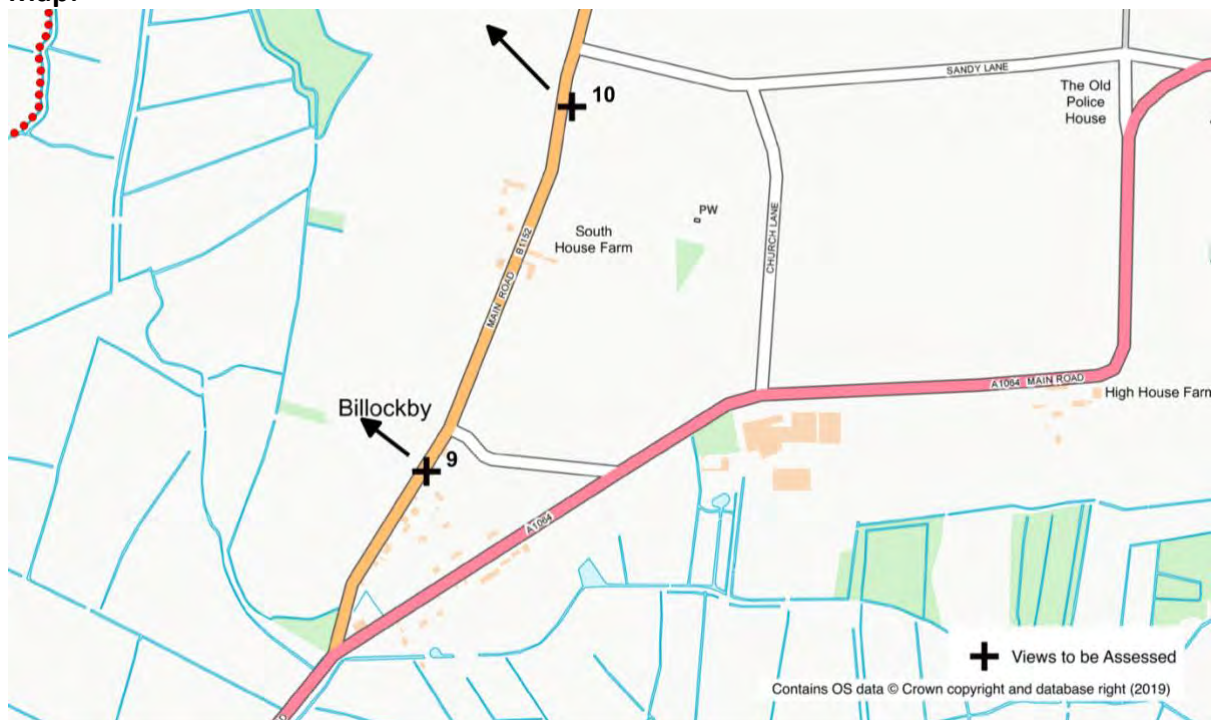 Map:
10
SANDY LANE
The Old
Police
House
PW
South
House Farm
CHURCH LANE
MAIN ROAD B1152
A1064 MAIN ROAD
High House Farm
Billockby
9
A1064
Views to be Assessed
Contains OS data © Crown copyright and database right (2019)